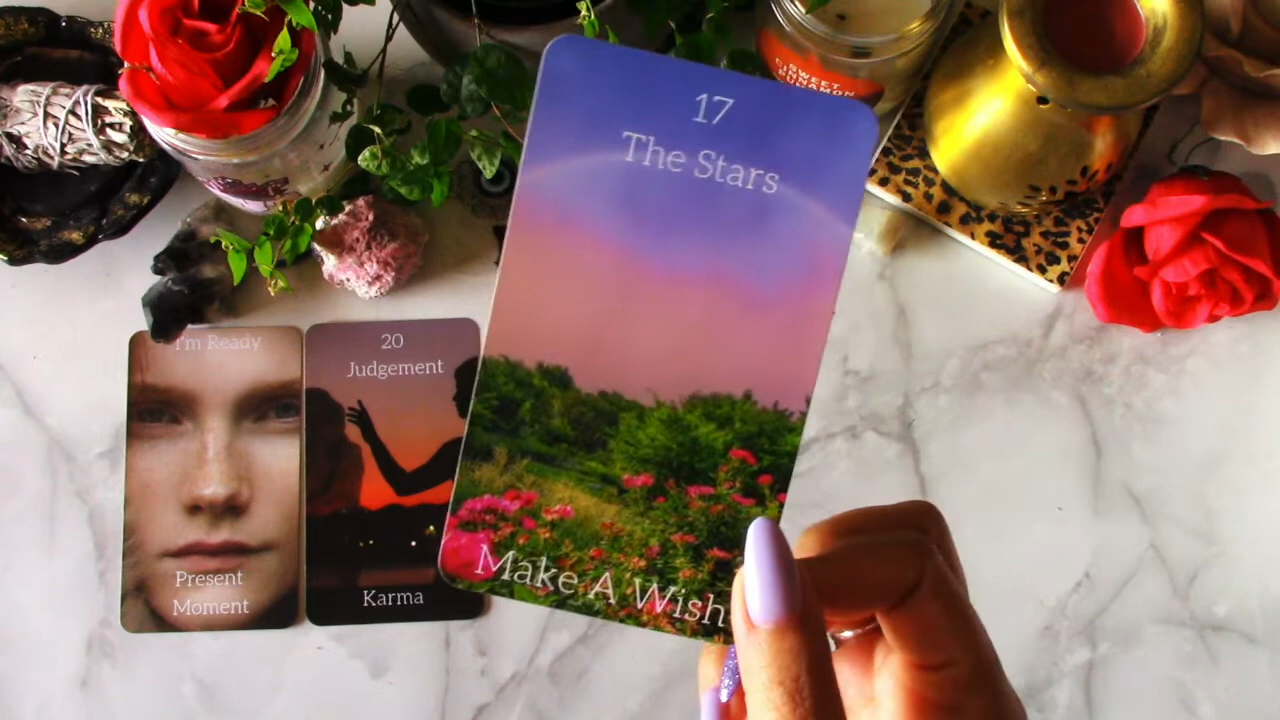 17
The Stars
Make A Wish
I'm Ready
Present
Moment
20
Judgement
Karma
SWEET
CINNAMON